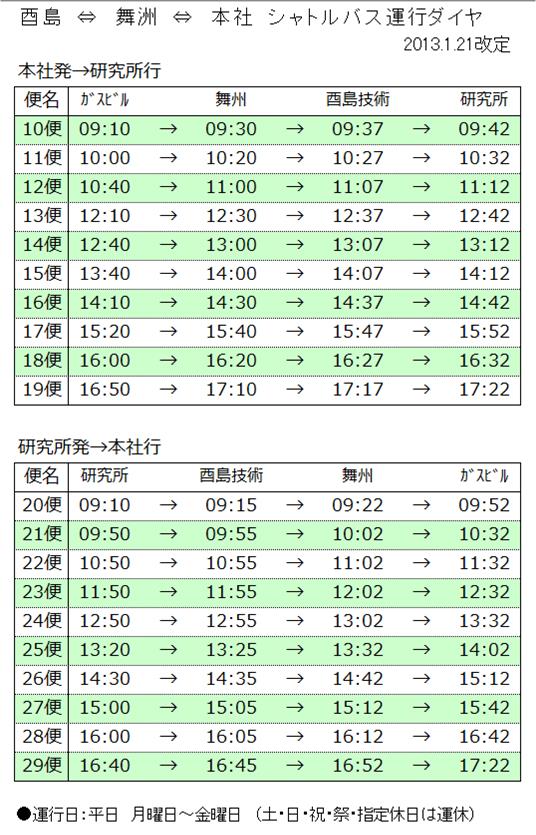 酉島 ⇔ 舞洲 ⇔ 本社 シャトルバス運行ダイヤ
2013.1.21改定
本社発→研究所行
便名 ｶﾞｽﾋﾞﾙ 舞州 酉島技術 研究所
10便 09:10 → 09:30 → 09:37 → 09:42
11便 10:00 → 10:20 → 10:27 → 10:32
12便 10:40 → 11:00 → 11:07 → 11:12
13便 12:10 → 12:30 → 12:37 → 12:42
14便 12:40 → 13:00 → 13:07 → 13:12
15便 13:40 → 14:00 → 14:07 → 14:12
16便 14:10 → 14:30 → 14:37 → 14:42
17便 15:20 → 15:40 → 15:47 → 15:52
18便 16:00 → 16:20 → 16:27 → 16:32
19便 16:50 → 17:10 → 17:17 → 17:22
研究所発→本社行
便名 研究所 酉島技術 舞州 ｶﾞｽﾋﾞﾙ
20便 09:10 → 09:15 → 09:22 → 09:52
21便 09:50 → 09:55 → 10:02 → 10:32
22便 10:50 → 10:55 → 11:02 → 11:32
23便 11:50 → 11:55 → 12:02 → 12:32
24便 12:50 → 12:55 → 13:02 → 13:32
25便 13:20 → 13:25 → 13:32 → 14:02
26便 14:30 → 14:35 → 14:42 → 15:12
27便 15:00 → 15:05 → 15:12 → 15:42
28便 16:00 → 16:05 → 16:12 → 16:42
29便 16:40 → 16:45 → 16:52 → 17:22
●運行日：平日 月曜日～金曜日 （土・日・祝・祭・指定休日は運休）